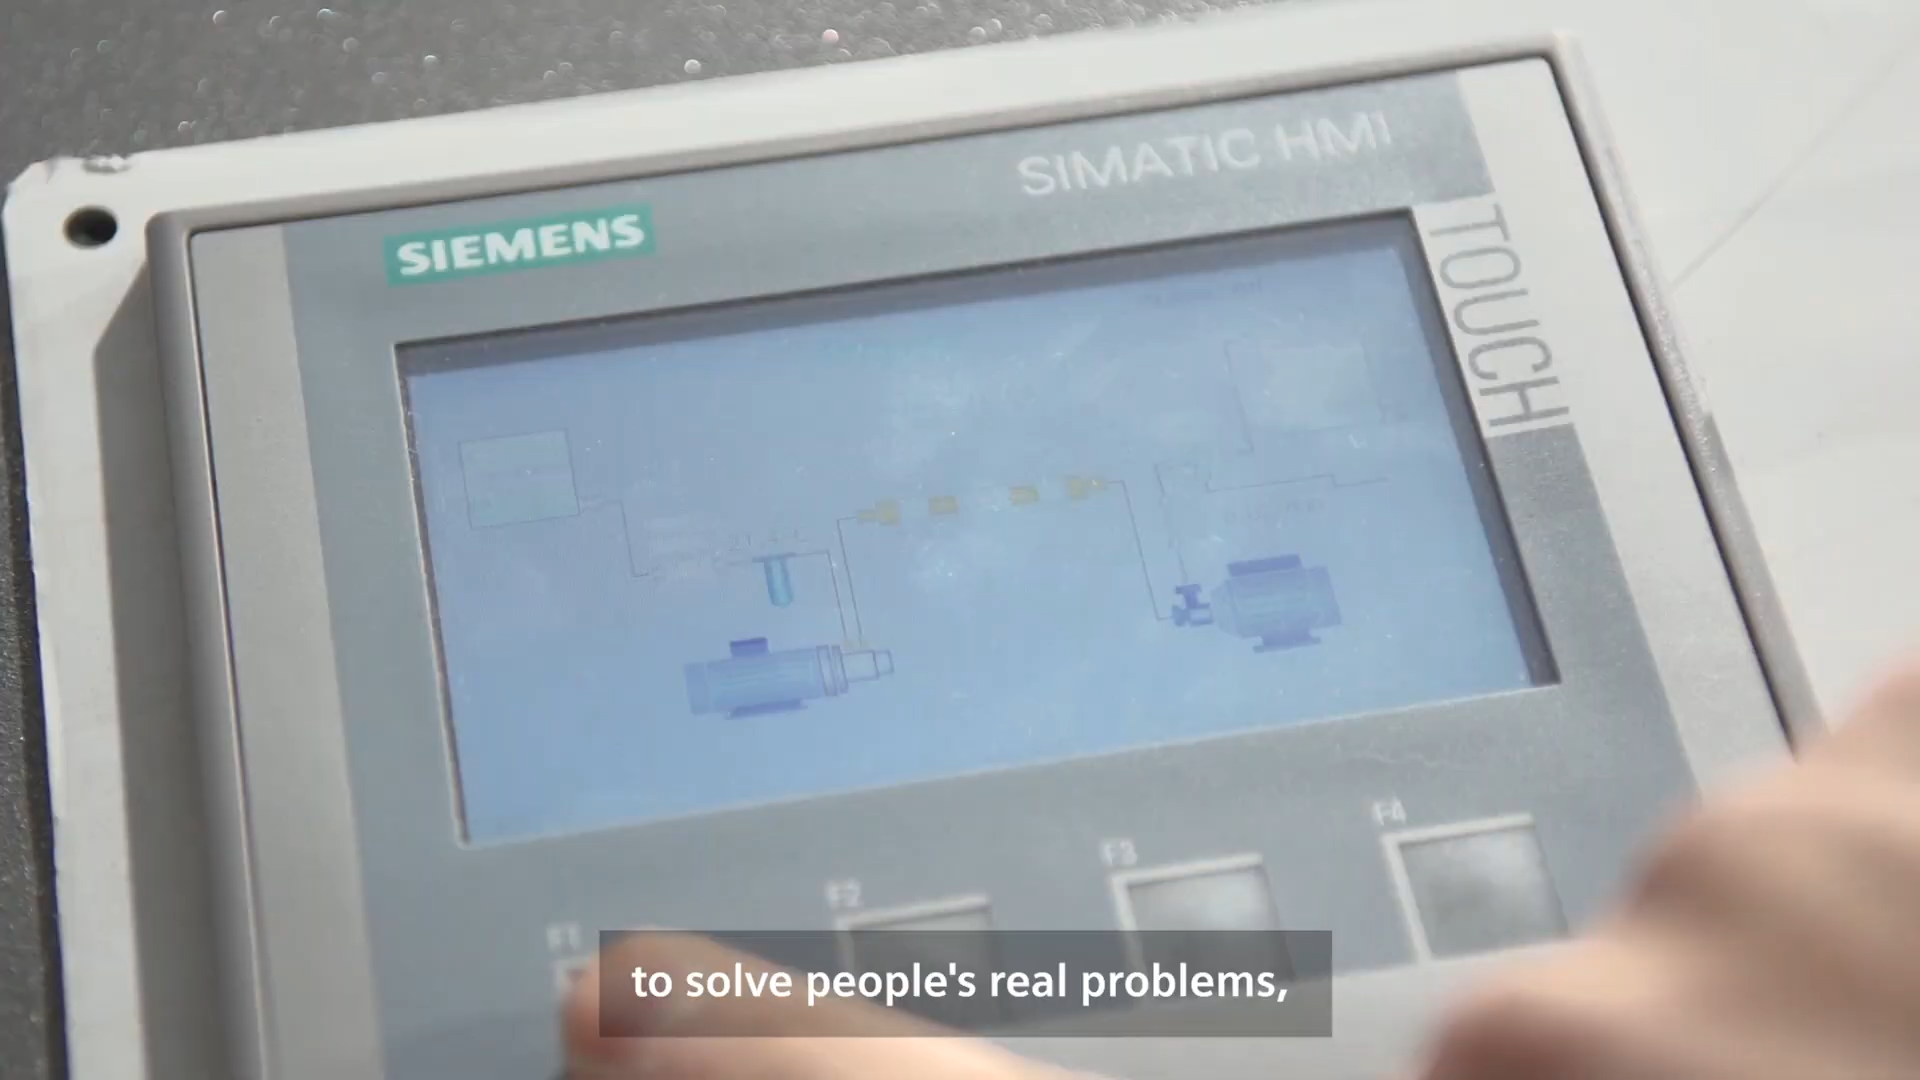 SIMATIC HMI
SIEMENS
TOUCH
F4
F3
F2
F1
to solve people's real problems,